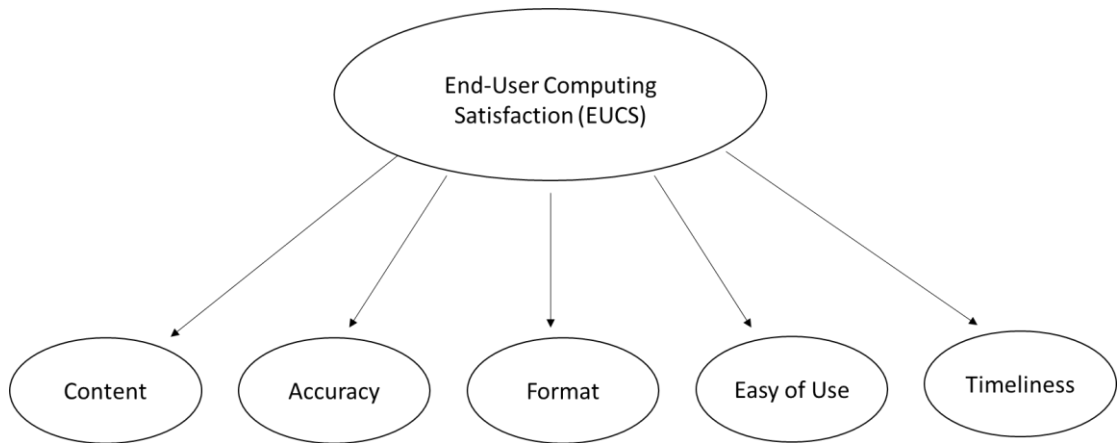 End-User Computing
Satisfaction (EUCS)
Content
Accuracy
Format
Easy of Use
Timeliness